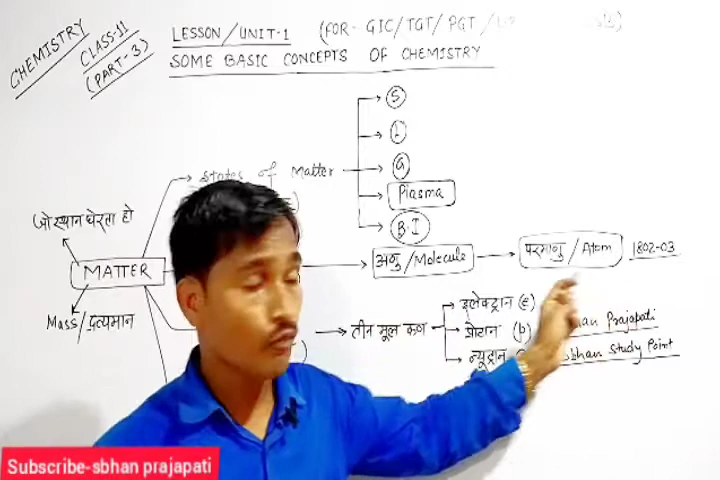 CHEMISTRY
CLASS-11
(PART-3)
LESSON/UNIT-1 (FOR- GIC/TGT/PGT/
SOME BASIC CONCEPTS OF CHEMISTRY
S
L
States of Matter
G
Plasma
B.I
जो स्थान घेरता हो
MATTER
Mass/द्रव्यमान
अणु/Molecule
परमाणु/Atom 1802-03
तीन मूल कण
इलेक्ट्रान (e)
प्रोटान (p)
न्यूट्रान
Prajapati
Study Point
Subscribe-sbhan prajapati